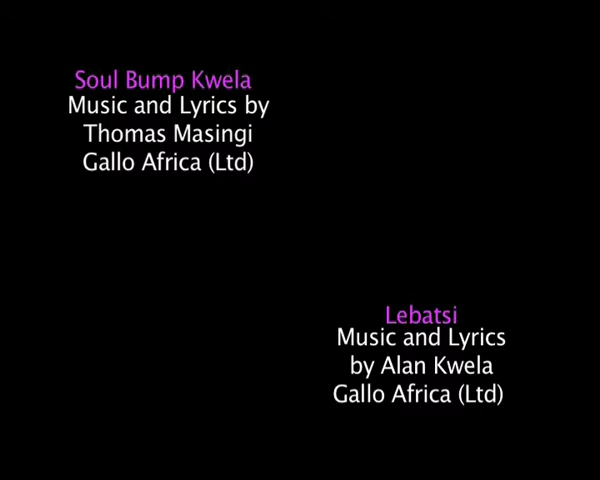 Soul Bump Kwela
Music and Lyrics by
Thomas Masingi
Gallo Africa (Ltd)
Lebatsi
Music and Lyrics
by Alan Kwela
Gallo Africa (Ltd)